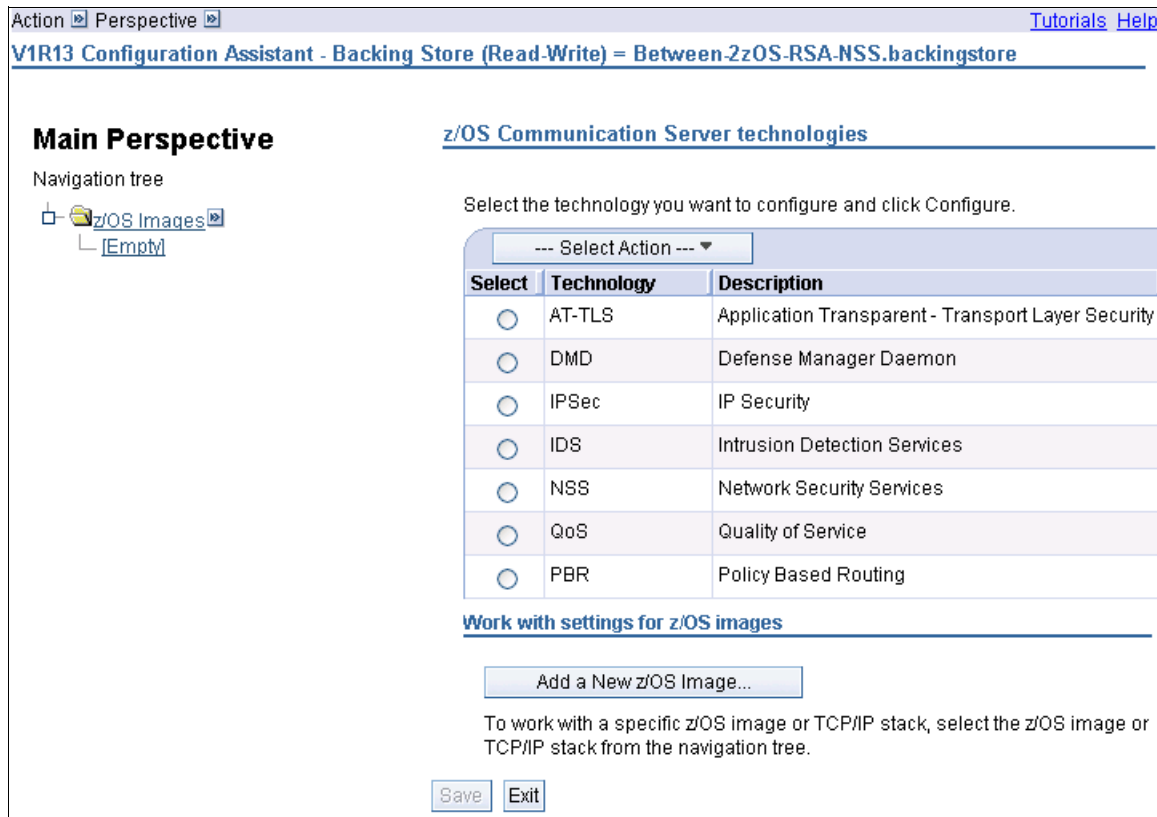 Action Perspective Tutorials Help
V1R13 Configuration Assistant - Backing Store (Read-Write) = Between-2zOS-RSA-NSS.backingstore
Main Perspective
Navigation tree
z/OS Images
[Empty]
z/OS Communication Server technologies
Select the technology you want to configure and click Configure.
--- Select Action ---
Select Technology Description
AT-TLS Application Transparent - Transport Layer Security
DMD Defense Manager Daemon
IPSec IP Security
IDS Intrusion Detection Services
NSS Network Security Services
QoS Quality of Service
PBR Policy Based Routing
Work with settings for z/OS images
Add a New z/OS Image...
To work with a specific z/OS image or TCP/IP stack, select the z/OS image or
TCP/IP stack from the navigation tree.
Save Exit